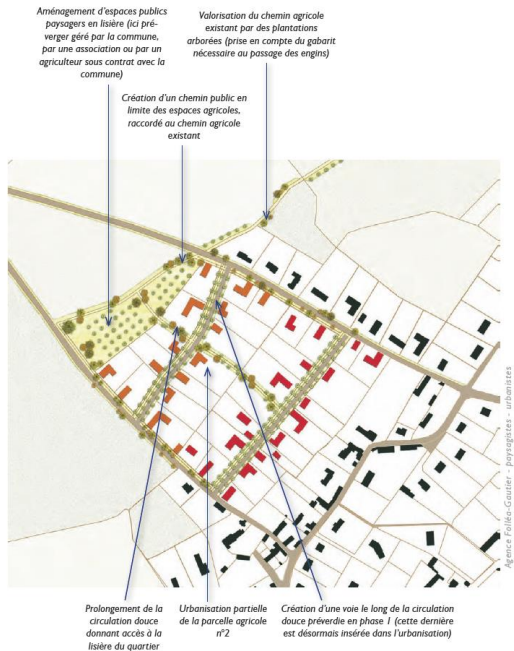 Aménagement d'espaces publics
paysagers en lisière (ici pré-
verger géré par la commune,
par une association ou par un
agriculteur sous contrat avec la
commune)
Valorisation du chemin agricole
existant par des plantations
arborées (prise en compte du gabarit
nécessaire au passage des engins)
Création d'un chemin public en
limite des espaces agricoles,
raccordé au chemin agricole
existant
Agence Folléa-Gautier - paysagistes - urbanistes
Prolongement de la
circulation douce
donnant accès à la
lisière du quartier
Urbanisation partielle
de la parcelle agricole
n°2
Création d'une voie le long de la circulation
douce préverdie en phase 1 (cette dernière
est désormais insérée dans l'urbanisation)